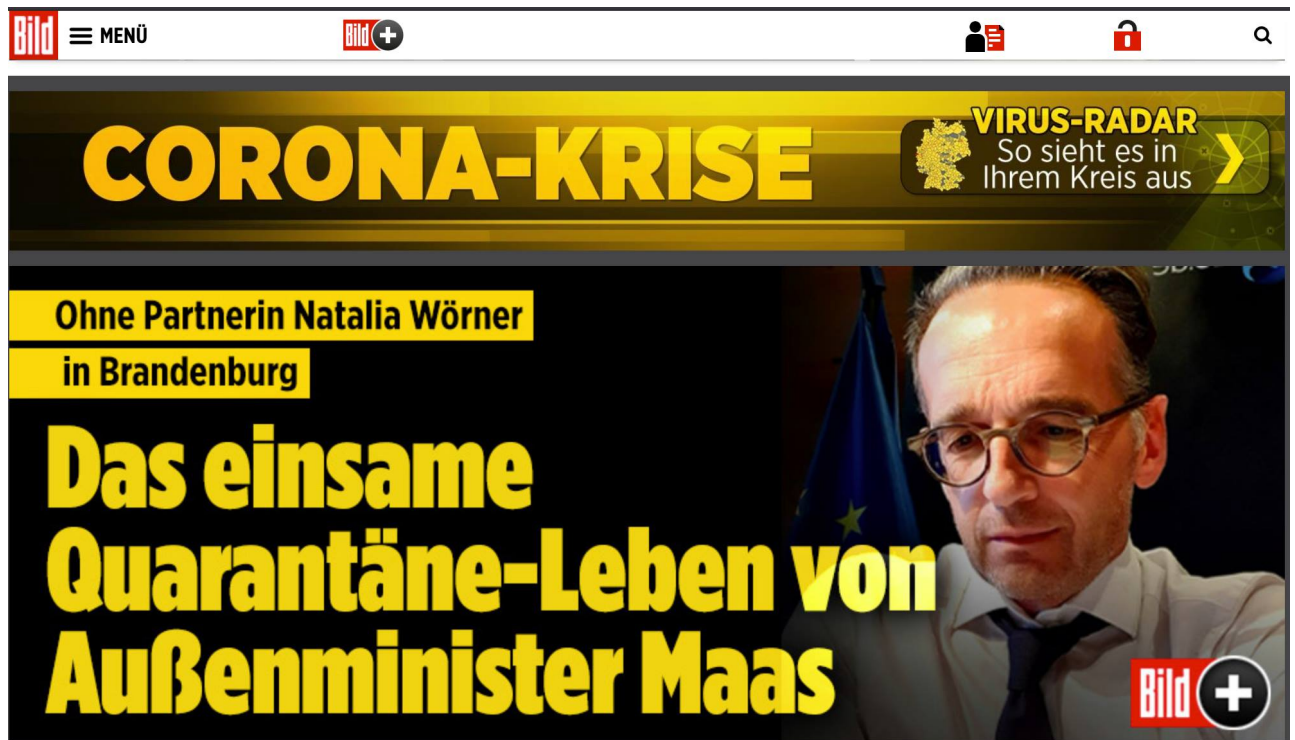 Bild
MENÜ
Bild+
CORONA-KRISE
VIRUS-RADAR
So sieht es in
Ihrem Kreis aus
Ohne Partnerin Natalia Wörner
in Brandenburg
Das einsame
Quarantäne-Leben von
Außenminister Maas
Bild+